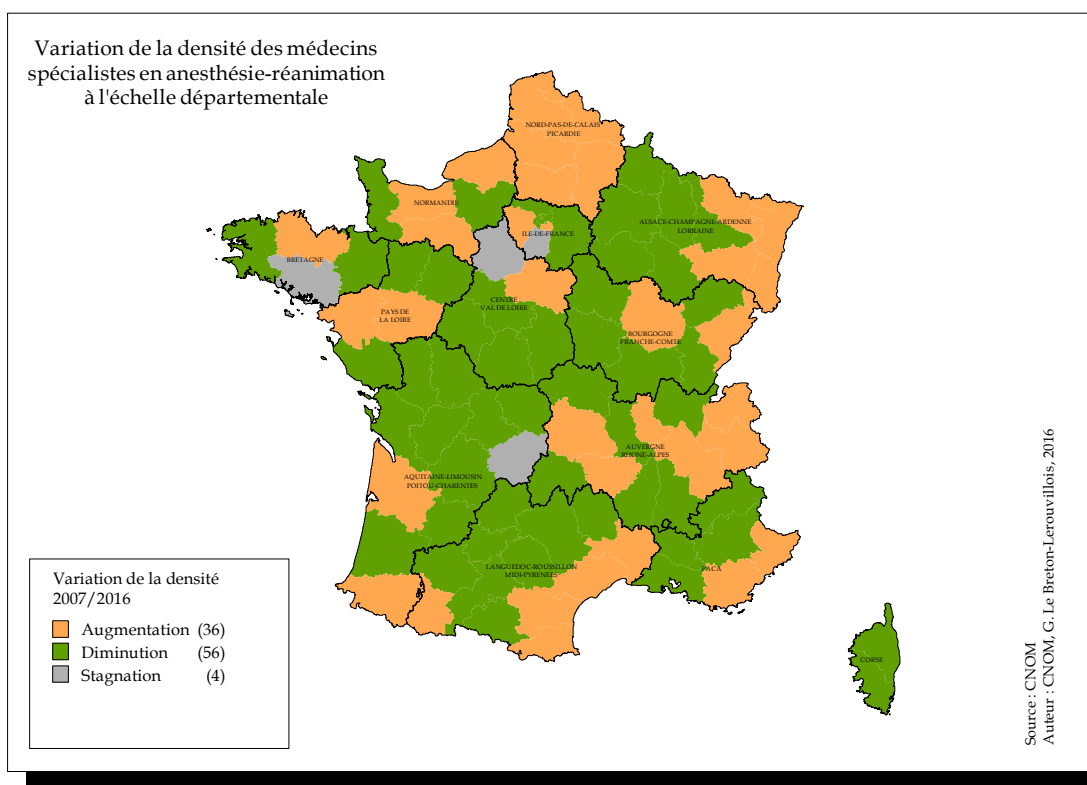 Variation de la densité des médecins
spécialistes en anesthésie-réanimation
à l'échelle départementale
NORD-PAS-DE-CALAIS
PICARDIE
NORMANDIE
ILE-DE-FRANCE
ALSACE-CHAMPAGNE-ARDENNE
LORRAINE
BRETAGNE
PAYS DE
LA LOIRE
CENTRE
VAL DE LOIRE
BOURGOGNE
FRANCHE-COMTE
AUVERGNE
RHONE-ALPES
AQUITAINE-LIMOUSIN
POITOU-CHARENTES
LANGUEDOC-ROUSSILLON
MIDI-PYRENEES
PACA
CORSE
Variation de la densité
2007/2016
Augmentation (36)
Diminution (56)
Stagnation (4)
Source : CNOM
Auteur : CNOM, G. Le Breton-Lerouvillois, 2016